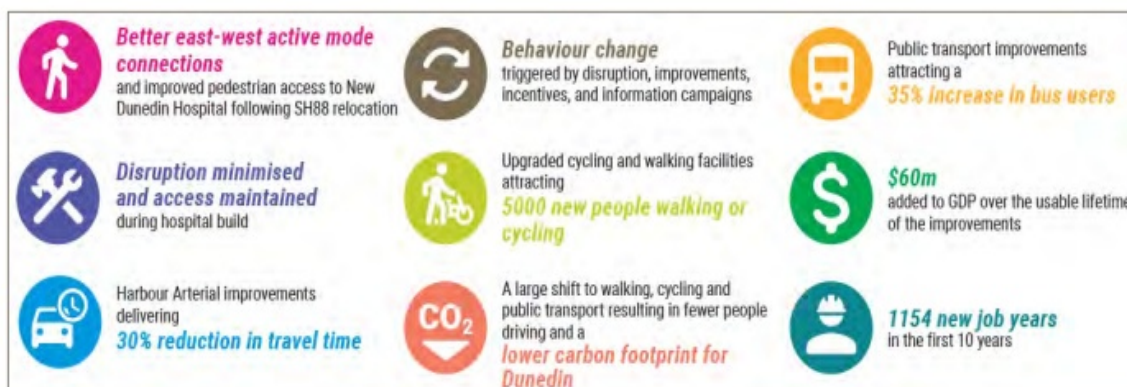 Better east-west active mode
connections
and improved pedestrian access to New
Dunedin Hospital following SH88 relocation
Behaviour change
triggered by disruption, improvements,
incentives, and information campaigns
Public transport improvements
attracting a
35% increase in bus users
Disruption minimised
and access maintained
during hospital build
Upgraded cycling and walking facilities
attracting
5000 new people walking or
cycling
$
$60m
added to GDP over the usable lifetime
of the improvements
Harbour Arterial improvements
delivering
30% reduction in travel time
CO₂
A large shift to walking, cycling and
public transport resulting in fewer people
driving and a
lower carbon footprint for
Dunedin
1154 new job years
in the first 10 years